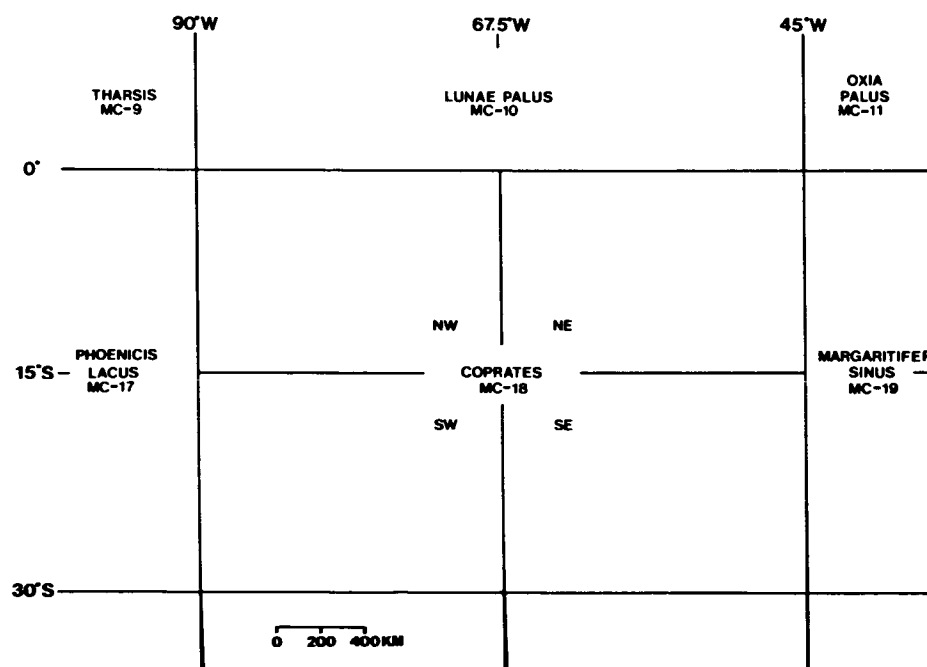 90°W 67.5°W 45°W
THARSIS
MC-9
LUNAE PALUS
MC-10
OXIA
PALUS
MC-11
0°
NW NE
PHOENICIS
LACUS
MC-17
15°S
COPRATES
MC-18
MARGARITIFER
SINUS
MC-19
SW SE
30°S
0 200 400KM